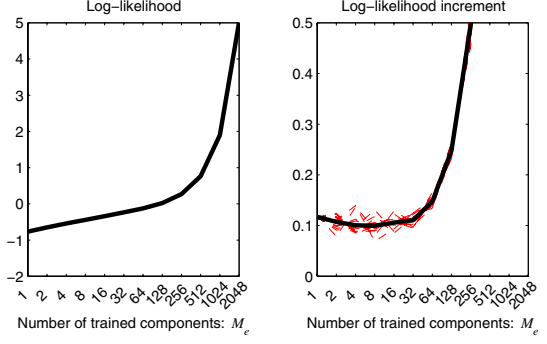 Log−likelihood
5
4
3
2
1
0
−1
−2
1 2 4 8 16 32 64 128 256 512 1024 2048
Number of trained components: M_e
Log−likelihood increment
0.5
0.4
0.3
0.2
0.1
0
1 2 4 8 16 32 64 128 256 512 1024 2048
Number of trained components: M_e